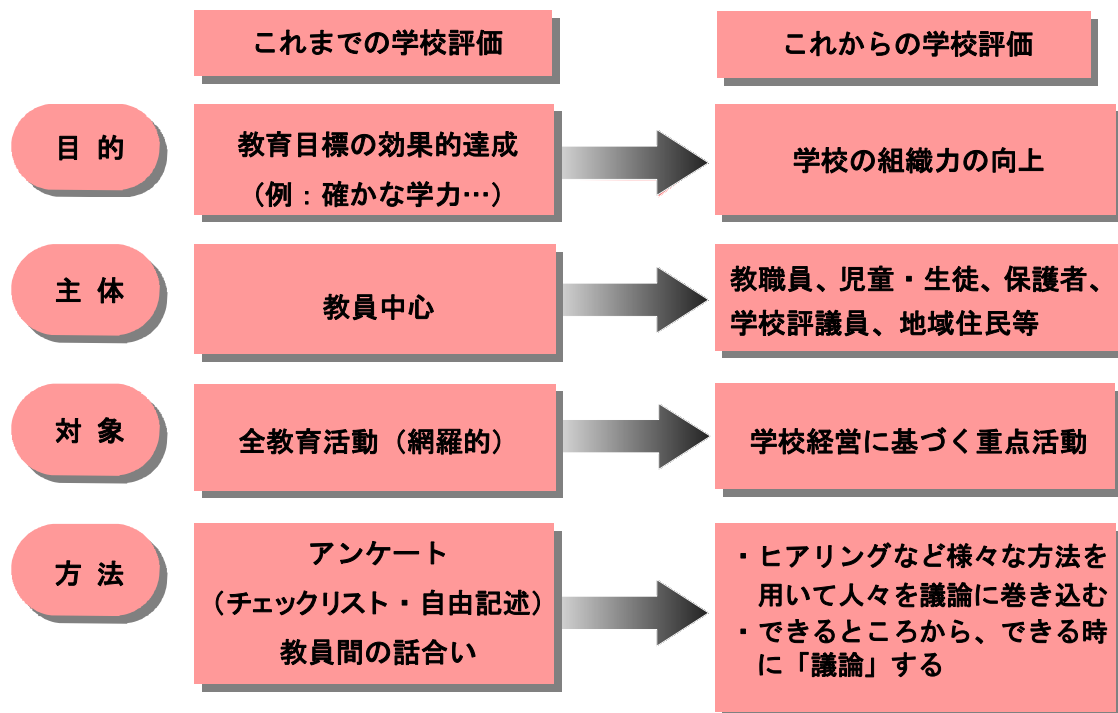 これまでの学校評価
これからの学校評価
目的
教育目標の効果的達成
（例：確かな学力…）
学校の組織力の向上
主体
教員中心
教職員、児童・生徒、保護者、
学校評議員、地域住民等
対象
全教育活動（網羅的）
学校経営に基づく重点活動
方法
アンケート
（チェックリスト・自由記述）
教員間の話合い
・ヒアリングなど様々な方法を
用いて人々を議論に巻き込む
・できるところから、できる時
に「議論」する